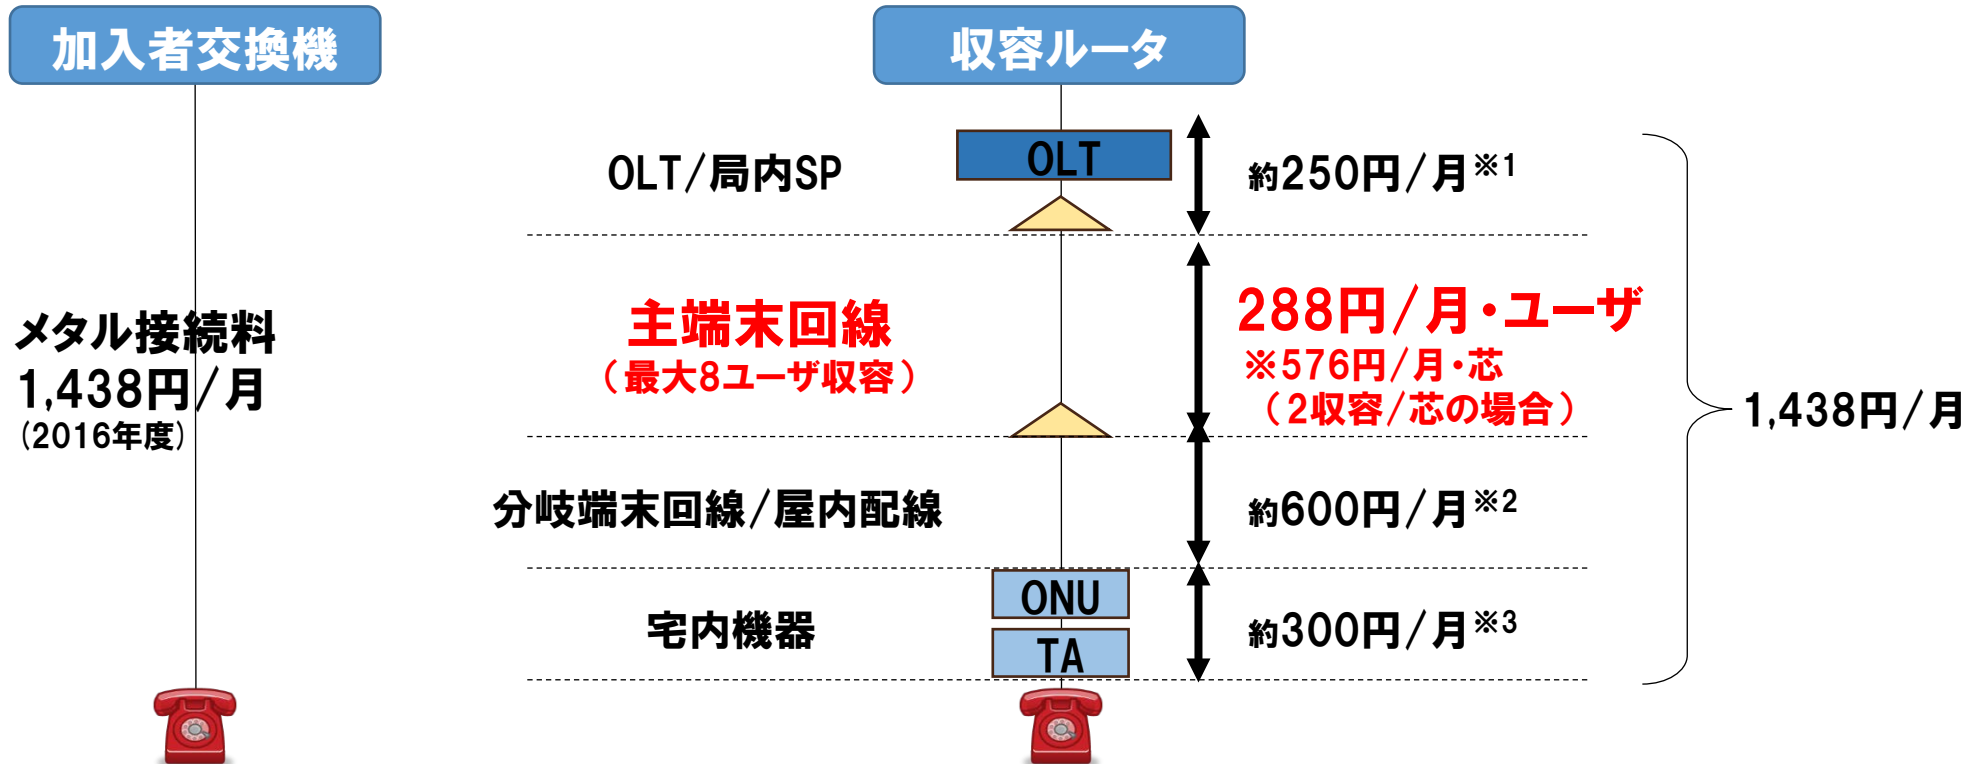 加入者交換機
収容ルータ
OLT/局内SP
OLT
約250円/月※1
メタル接続料
1,438円/月
(2016年度)
主端末回線
(最大8ユーザ収容)
288円/月・ユーザ
※576円/月・芯
(2収容/芯の場合)
1,438円/月
分岐端末回線/屋内配線
約600円/月※2
宅内機器
ONU
TA
約300円/月※3